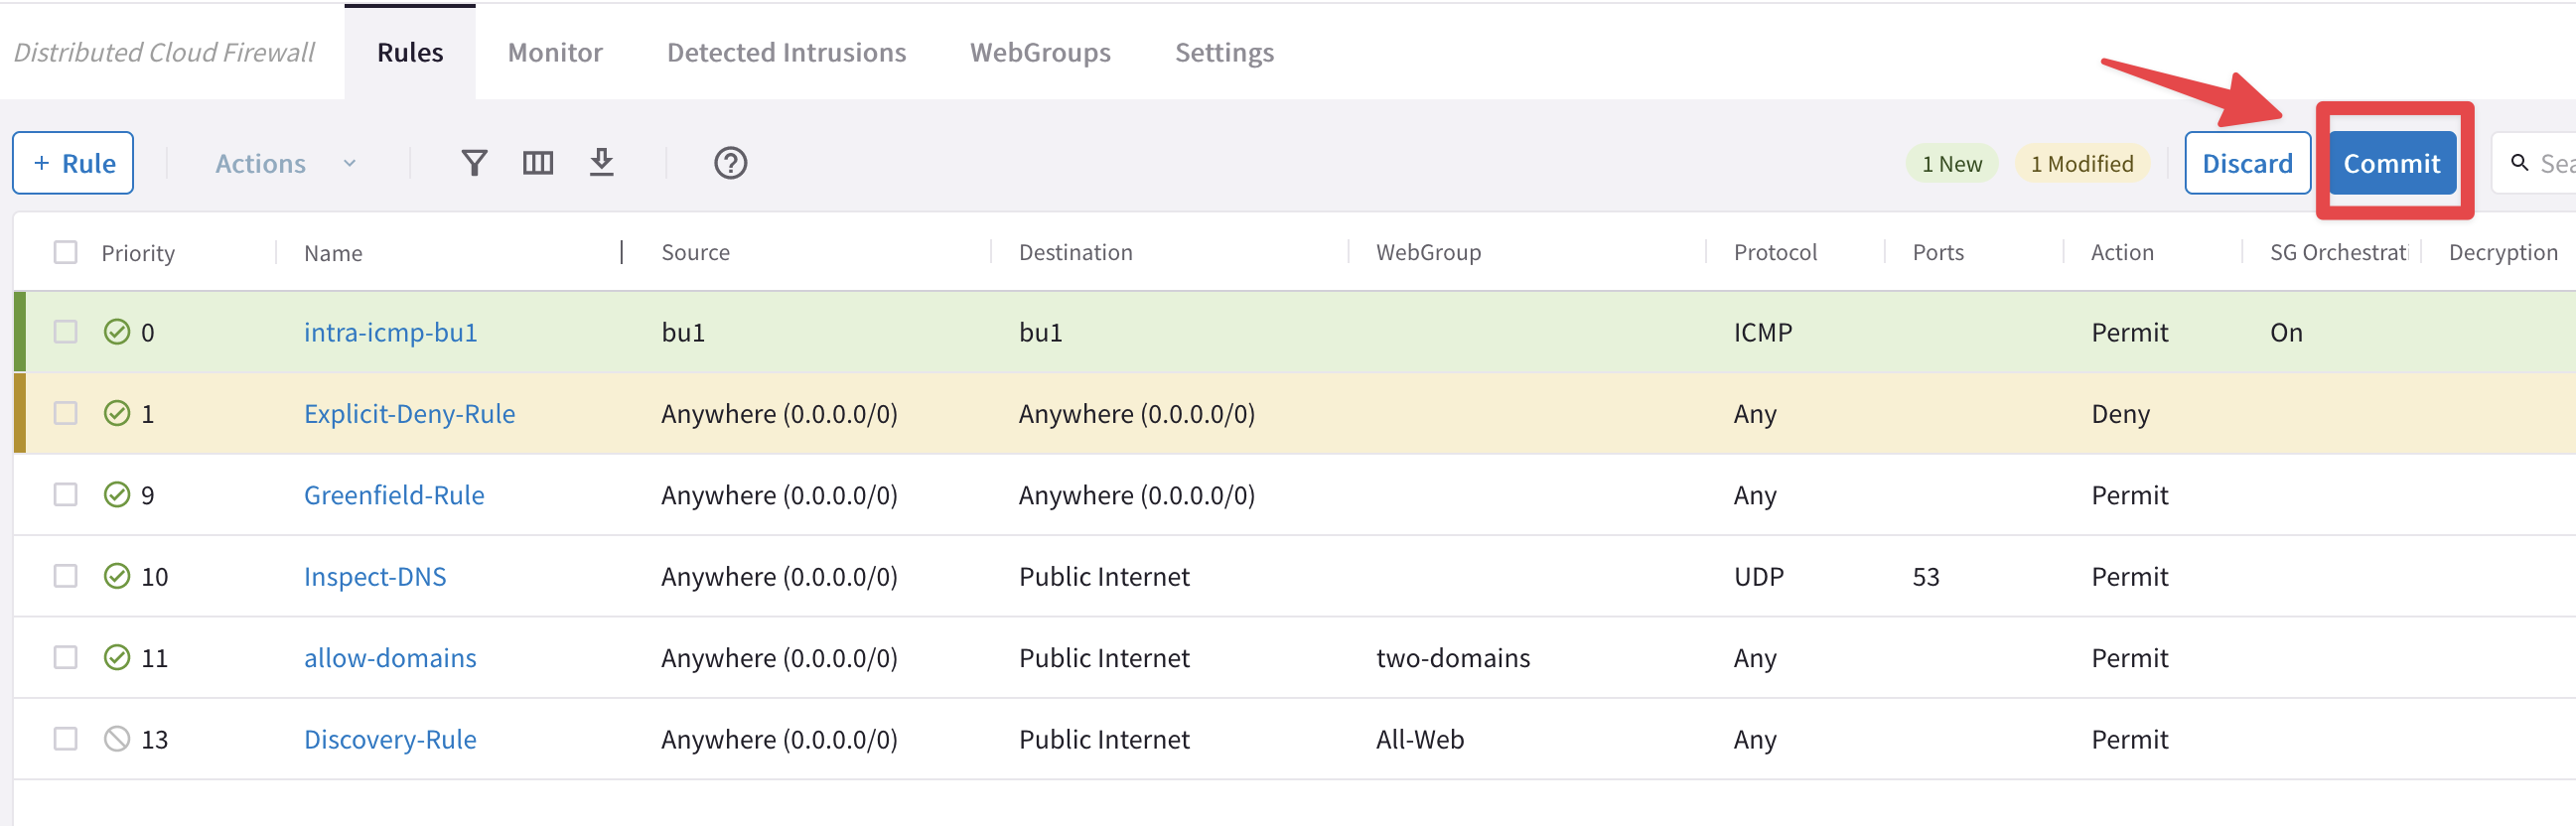 Distributed Cloud Firewall Rules Monitor Detected Intrusions WebGroups Settings
+ Rule Actions 1 New 1 Modified Discard Commit Sea
Priority Name Source Destination WebGroup Protocol Ports Action SG Orchestrati Decryption
0 intra-icmp-bu1 bu1 bu1 ICMP Permit On
1 Explicit-Deny-Rule Anywhere (0.0.0.0/0) Anywhere (0.0.0.0/0) Any Deny
9 Greenfield-Rule Anywhere (0.0.0.0/0) Anywhere (0.0.0.0/0) Any Permit
10 Inspect-DNS Anywhere (0.0.0.0/0) Public Internet UDP 53 Permit
11 allow-domains Anywhere (0.0.0.0/0) Public Internet two-domains Any Permit
13 Discovery-Rule Anywhere (0.0.0.0/0) Public Internet All-Web Any Permit